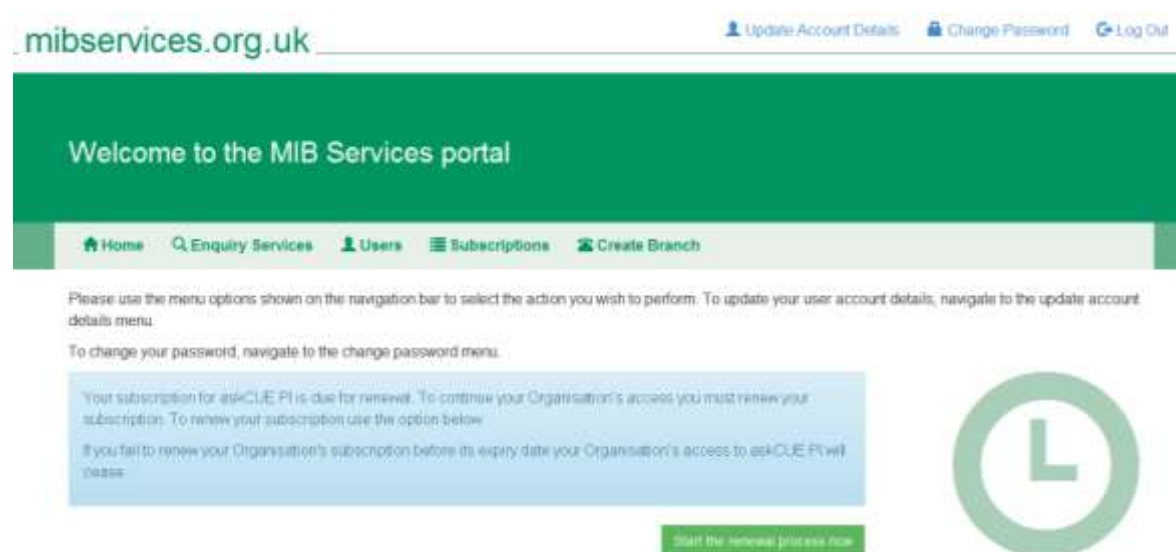 mibservices.org.uk
Update Account Details Change Password Log Out
Welcome to the MIB Services portal
Home Enquiry Services Users Subscriptions Create Branch
Please use the menu options shown on the navigation bar to select the action you wish to perform. To update your user account details, navigate to the update account
details menu.
To change your password, navigate to the change password menu.
Your subscription for askCUE PI is due for renewal. To continue your Organisation's access you must renew your
subscription. To renew your subscription use the option below.
If you fail to renew your Organisation's subscription before its expiry date your Organisation's access to askCUE PI will
cease.
Start the renewal process now